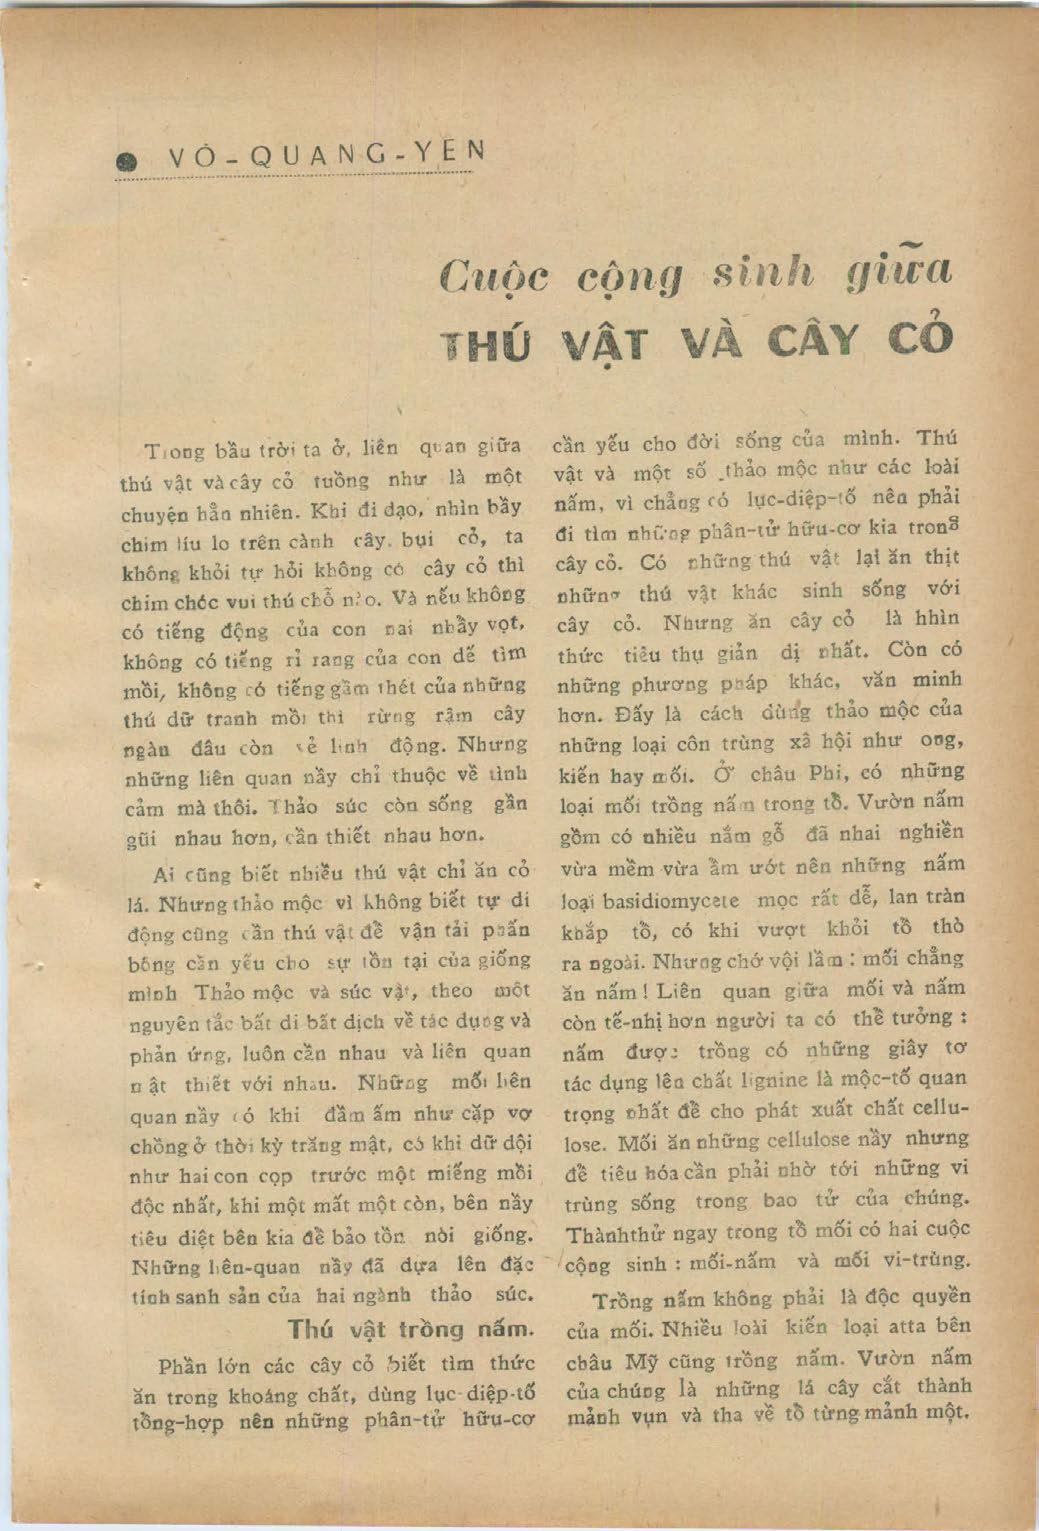 VÕ-QUANG-YẾN
Cuộc cộng sinh giữa
THÚ VẬT VÀ CÂY CỎ
Trong bầu trời ta ở, liên quan giữa
thú vật và cây cỏ tuồng như là một
chuyện hẳn nhiên. Khi đi dạo, nhìn bầy
chim líu lo trên cành cây, bụi cỏ, ta
không khỏi tự hỏi không có cây cỏ thì
chim chóc vui thú chỗ nào. Và nếu không
có tiếng động của con nai nhẩy vọt,
không có tiếng rỉ rang của con dế tìm
mồi, không có tiếng gầm thét của những
thú dữ tranh mồi thì rừng rậm cây
ngàn đâu còn vẻ linh động. Nhưng
những liên quan nầy chỉ thuộc về tình
cảm mà thôi. Thảo súc còn sống gần
gũi nhau hơn, cần thiết nhau hơn.
Ai cũng biết nhiều thú vật chỉ ăn cỏ
lá. Nhưng thảo mộc vì không biết tự di
động cũng cần thú vật để vận tải phấn
bông cần yếu cho sự tồn tại của giống
mình Thảo mộc và súc vật, theo một
nguyên tắc bất di bất dịch về tác dụng và
phản ứng, luôn cần nhau và liên quan
mật thiết với nhau. Những mối liên
quan nầy có khi đầm ấm như cặp vợ
chồng ở thời kỳ trăng mật, có khi dữ dội
như hai con cọp trước một miếng mồi
độc nhất, khi một mất một còn, bên nầy
tiêu diệt bên kia để bảo tồn nòi giống.
Những liên-quan nầy đã dựa lên đặc
tính sanh sản của hai ngành thảo súc.
Thú vật trồng nấm.
Phần lớn các cây cỏ biết tìm thức
ăn trong khoáng chất, dùng lục-diệp-tố
tổng-hợp nên những phân-tử hữu-cơ
cần yếu cho đời sống của mình. Thú
vật và một số thảo mộc như các loài
nấm, vì chẳng có lục-diệp-tố nên phải
đi tìm những phân-tử hữu-cơ kia trong
cây cỏ. Có những thú vật lại ăn thịt
những thú vật khác sinh sống với
cây cỏ. Nhưng ăn cây cỏ là hhìn
thức tiêu thụ giản dị nhất. Còn có
những phương pháp khác, văn minh
hơn. Đấy là cách dùng thảo mộc của
những loại côn trùng xã hội như ong,
kiến hay mối. Ở châu Phi, có những
loại mối trồng nấm trong tổ. Vườn nấm
gồm có nhiều nắm gỗ đã nhai nghiền
vừa mềm vừa ẩm ướt nên những nấm
loại basidiomycete mọc rất dễ, lan tràn
khắp tổ, có khi vượt khỏi tổ thò
ra ngoài. Nhưng chớ vội lầm : mối chẳng
ăn nấm ! Liên quan giữa mối và nấm
còn tế-nhị hơn người ta có thể tưởng :
nấm được trồng có những giây tơ
tác dụng lên chất lignine là mộc-tố quan
trọng nhất để cho phát xuất chất cellu-
lose. Mối ăn những cellulose nầy nhưng
để tiêu hóa cần phải nhờ tới những vi
trùng sống trong bao tử của chúng.
Thànhthử ngay trong tổ mối có hai cuộc
cộng sinh : mối-nấm và mối vi-trùng.
Trồng nấm không phải là độc quyền
của mối. Nhiều loài kiến loại atta bên
châu Mỹ cũng trồng nấm. Vườn nấm
của chúng là những lá cây cắt thành
mảnh vụn và tha về tổ từng mảnh một.